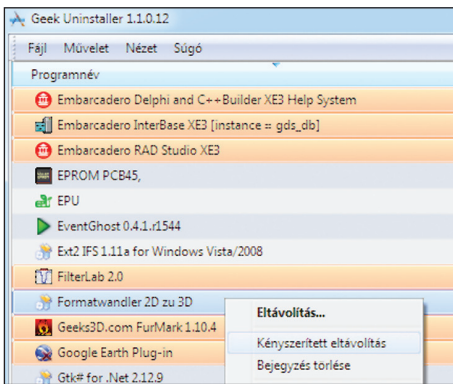 Geek Uninstaller 1.1.0.12
Fájl Művelet Nézet Súgó
Programnév
Embarcadero Delphi and C++Builder XE3 Help System
Embarcadero InterBase XE3 [instance = gds_db]
Embarcadero RAD Studio XE3
EPROM PCB45,
EPU
EventGhost 0.4.1.r1544
Ext2 IFS 1.11a for Windows Vista/2008
FilterLab 2.0
Formatwandler 2D zu 3D
Eltávolítás...
Geeks3D.com FurMark 1.10.4
Kényszerített eltávolítás
Google Earth Plug-in
Bejegyzés törlése
Gtk# for .Net 2.12.9